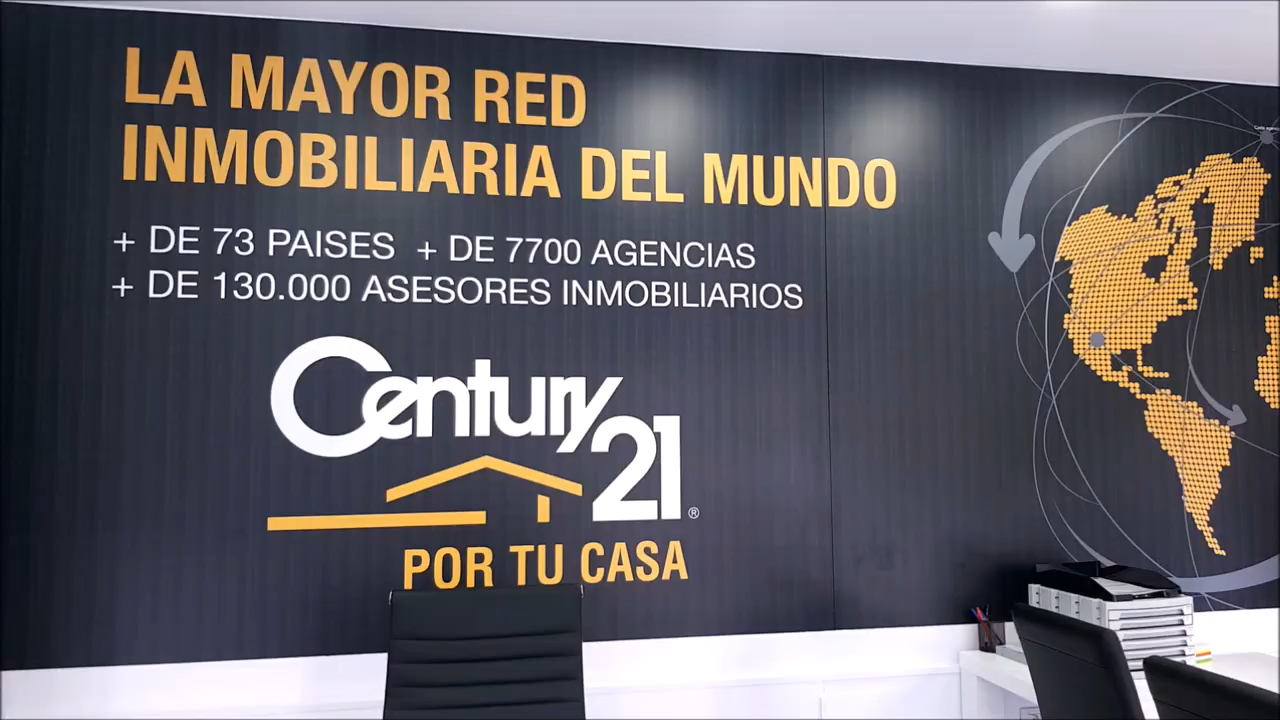 LA MAYOR RED
INMOBILIARIA DEL MUNDO
+ DE 73 PAISES + DE 7700 AGENCIAS
+ DE 130.000 ASESORES INMOBILIARIOS
Century
21®
POR TU CASA